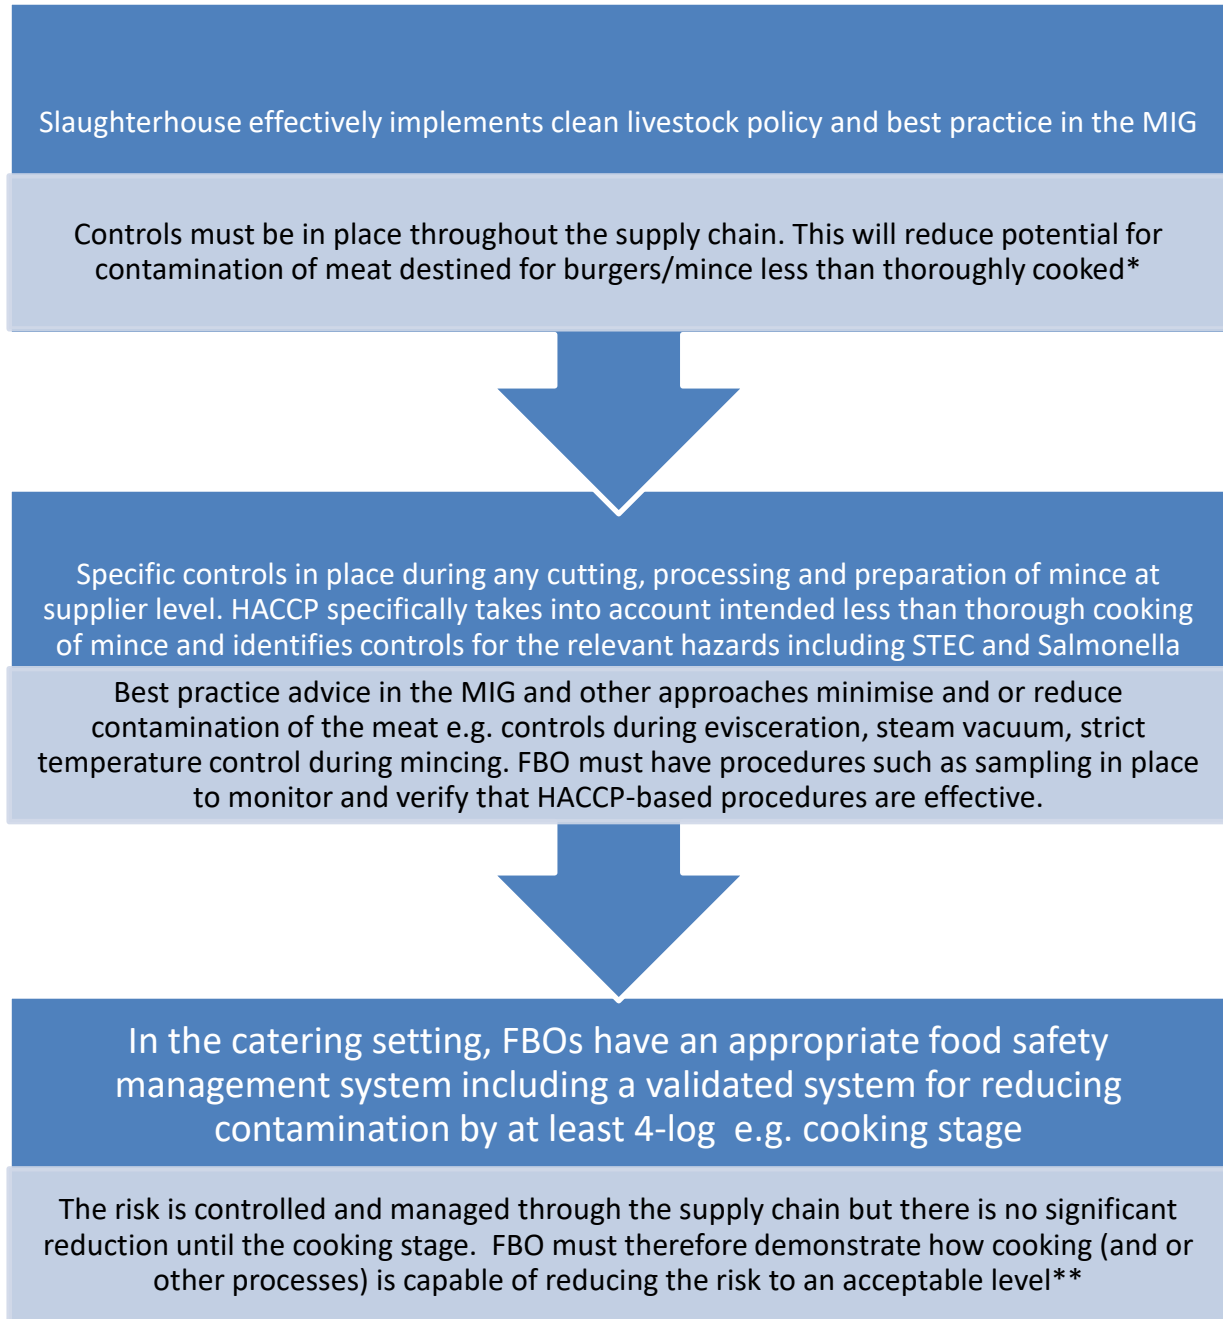 Slaughterhouse effectively implements clean livestock policy and best practice in the MIG
Controls must be in place throughout the supply chain. This will reduce potential for
contamination of meat destined for burgers/mince less than thoroughly cooked*
Specific controls in place during any cutting, processing and preparation of mince at
supplier level. HACCP specifically takes into account intended less than thorough cooking
of mince and identifies controls for the relevant hazards including STEC and Salmonella
Best practice advice in the MIG and other approaches minimise and or reduce
contamination of the meat e.g. controls during evisceration, steam vacuum, strict
temperature control during mincing. FBO must have procedures such as sampling in place
to monitor and verify that HACCP-based procedures are effective.
In the catering setting, FBOs have an appropriate food safety
management system including a validated system for reducing
contamination by at least 4-log  e.g. cooking stage
The risk is controlled and managed through the supply chain but there is no significant
reduction until the cooking stage.  FBO must therefore demonstrate how cooking (and or
other processes) is capable of reducing the risk to an acceptable level**